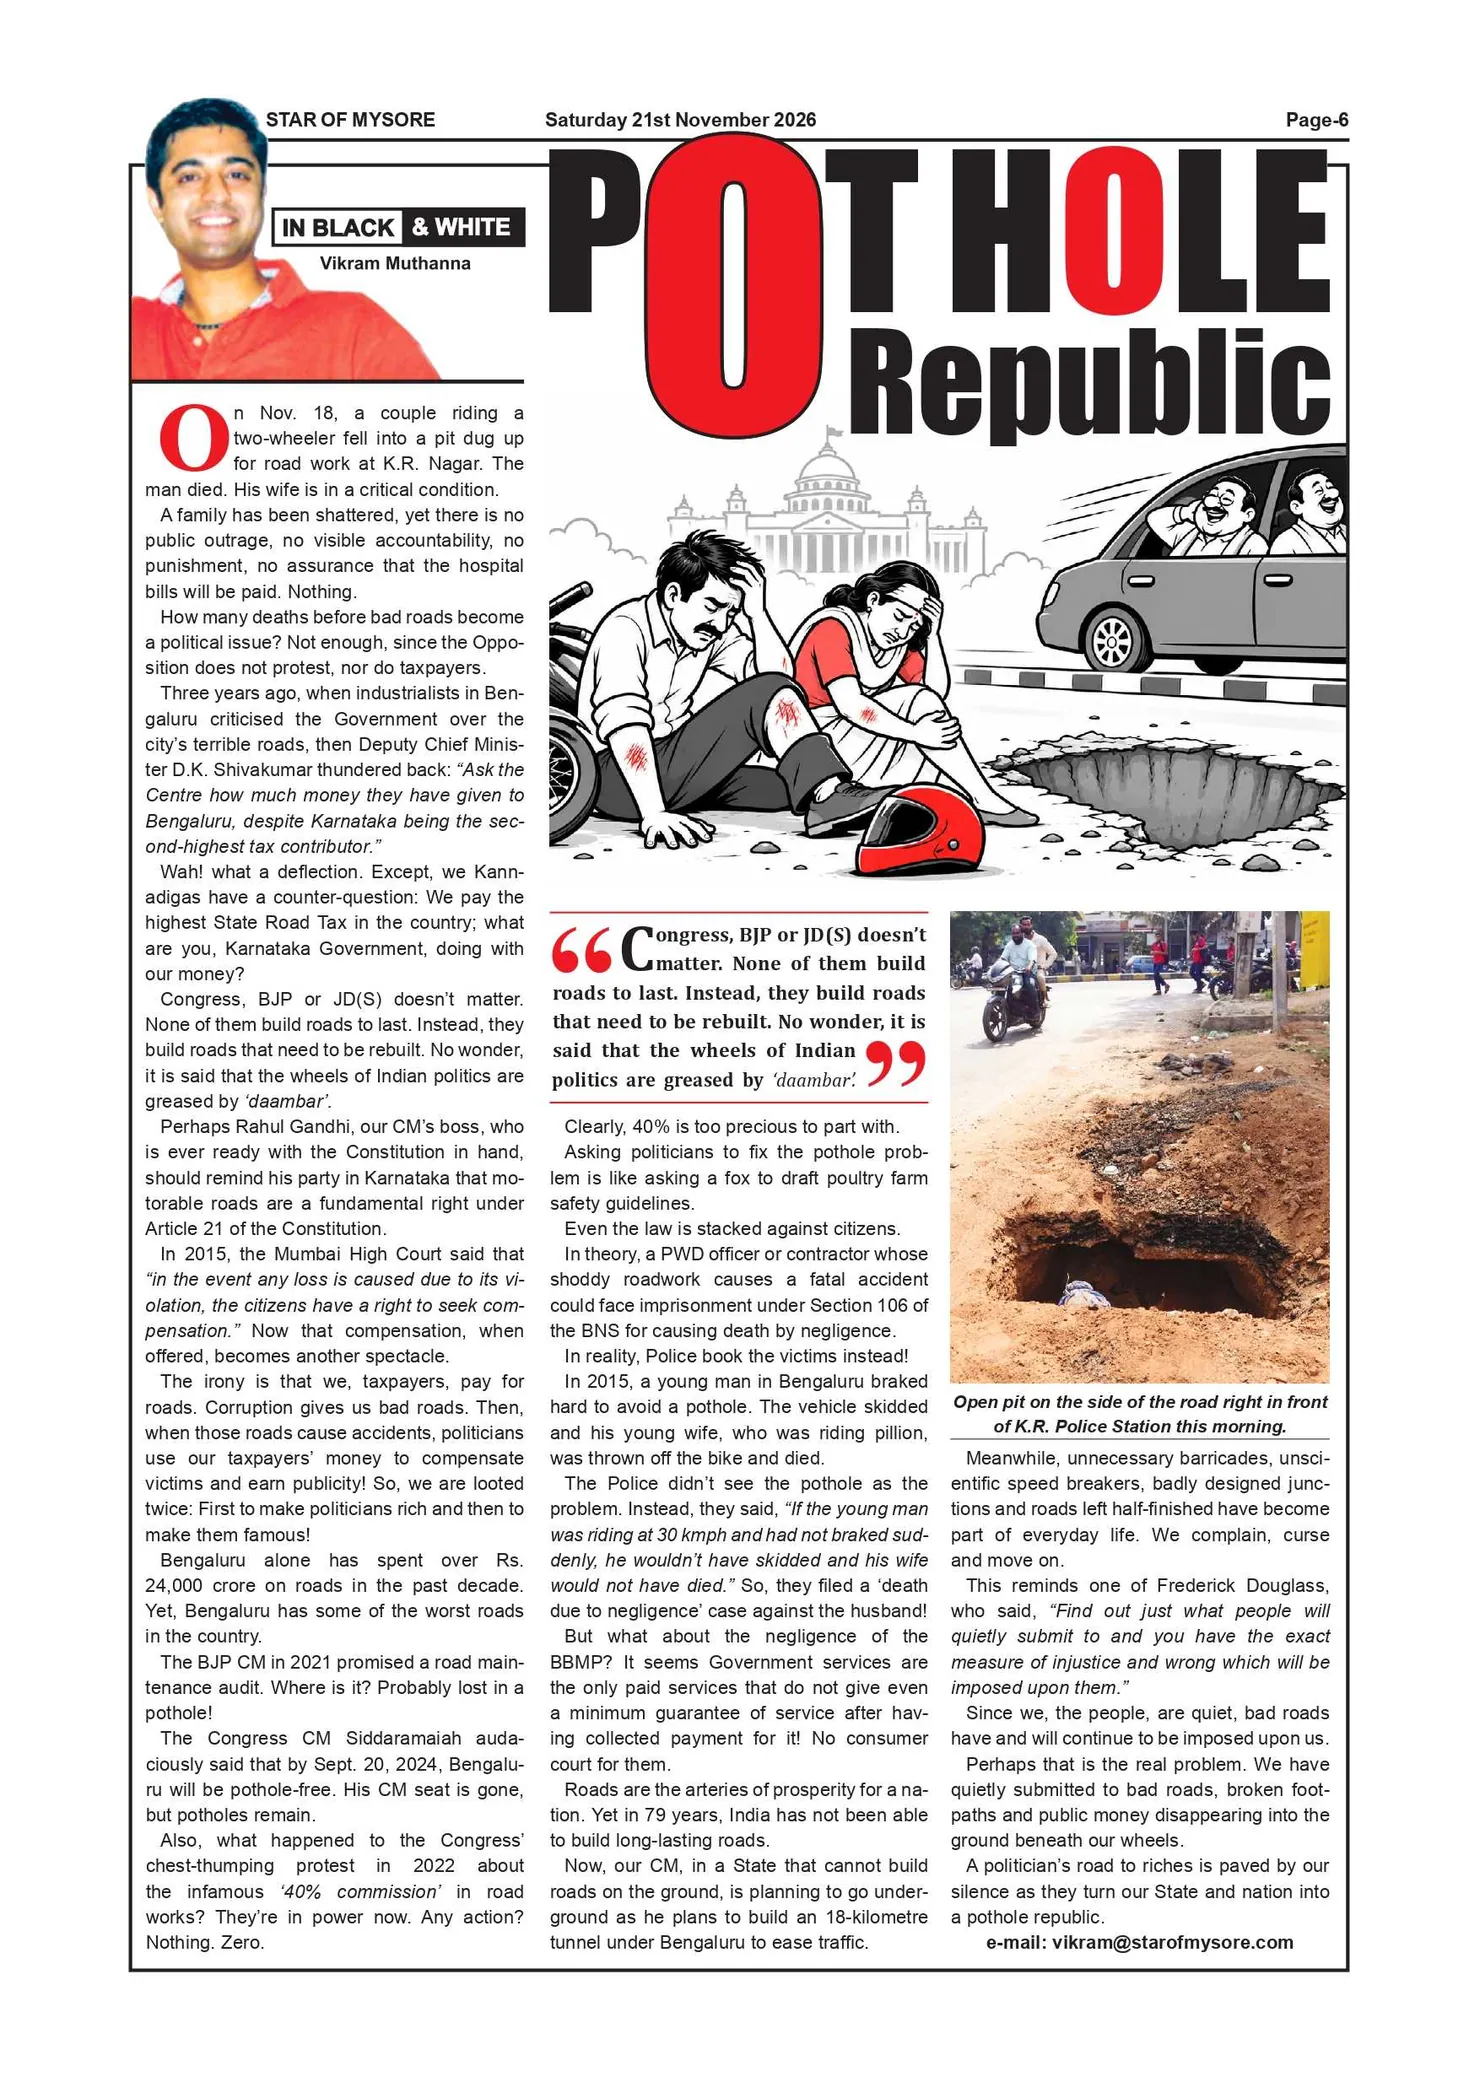 STAR OF MYSORE
Saturday 21st November 2026
Page-6
IN BLACK & WHITE
Vikram Muthanna
POT HOLE
Republic
On Nov. 18, a couple riding a
two-wheeler fell into a pit dug up
for road work at K.R. Nagar. The
man died. His wife is in a critical condition.
A family has been shattered, yet there is no
public outrage, no visible accountability, no
punishment, no assurance that the hospital
bills will be paid. Nothing.
How many deaths before bad roads become
a political issue? Not enough, since the Oppo-
sition does not protest, nor do taxpayers.
Three years ago, when industrialists in Ben-
galuru criticised the Government over the
city's terrible roads, then Deputy Chief Minis-
ter D.K. Shivakumar thundered back: “Ask the
Centre how much money they have given to
Bengaluru, despite Karnataka being the sec-
ond-highest tax contributor.”
Wah! what a deflection. Except, we Kann-
adigas have a counter-question: We pay the
highest State Road Tax in the country; what
are you, Karnataka Government, doing with
our money?
Congress, BJP or JD(S) doesn't matter.
None of them build roads to last. Instead, they
build roads that need to be rebuilt. No wonder,
it is said that the wheels of Indian politics are
greased by ‘daambar’.
Perhaps Rahul Gandhi, our CM's boss, who
is ever ready with the Constitution in hand,
should remind his party in Karnataka that mo-
torable roads are a fundamental right under
Article 21 of the Constitution.
In 2015, the Mumbai High Court said that
“in the event any loss is caused due to its vi-
olation, the citizens have a right to seek com-
pensation.” Now that compensation, when
offered, becomes another spectacle.
The irony is that we, taxpayers, pay for
roads. Corruption gives us bad roads. Then,
when those roads cause accidents, politicians
use our taxpayers' money to compensate
victims and earn publicity! So, we are looted
twice: First to make politicians rich and then to
make them famous!
Bengaluru alone has spent over Rs.
24,000 crore on roads in the past decade.
Yet, Bengaluru has some of the worst roads
in the country.
The BJP CM in 2021 promised a road main-
tenance audit. Where is it? Probably lost in a
pothole!
The Congress CM Siddaramaiah auda-
ciously said that by Sept. 20, 2024, Bengalu-
ru will be pothole-free. His CM seat is gone,
but potholes remain.
Also, what happened to the Congress'
chest-thumping protest in 2022 about
the infamous ‘40% commission’ in road
works? They're in power now. Any action?
Nothing. Zero.
“Congress, BJP or JD(S) doesn't
matter. None of them build
roads to last. Instead, they build roads
that need to be rebuilt. No wonder, it is
said that the wheels of Indian
politics are greased by ‘daambar’.”
Clearly, 40% is too precious to part with.
Asking politicians to fix the pothole prob-
lem is like asking a fox to draft poultry farm
safety guidelines.
Even the law is stacked against citizens.
In theory, a PWD officer or contractor whose
shoddy roadwork causes a fatal accident
could face imprisonment under Section 106 of
the BNS for causing death by negligence.
In reality, Police book the victims instead!
In 2015, a young man in Bengaluru braked
hard to avoid a pothole. The vehicle skidded
and his young wife, who was riding pillion,
was thrown off the bike and died.
The Police didn't see the pothole as the
problem. Instead, they said, “If the young man
was riding at 30 kmph and had not braked sud-
denly, he wouldn't have skidded and his wife
would not have died.” So, they filed a ‘death
due to negligence’ case against the husband!
But what about the negligence of the
BBMP? It seems Government services are
the only paid services that do not give even
a minimum guarantee of service after hav-
ing collected payment for it! No consumer
court for them.
Roads are the arteries of prosperity for a na-
tion. Yet in 79 years, India has not been able
to build long-lasting roads.
Now, our CM, in a State that cannot build
roads on the ground, is planning to go under-
ground as he plans to build an 18-kilometre
tunnel under Bengaluru to ease traffic.
Open pit on the side of the road right in front
of K.R. Police Station this morning.
Meanwhile, unnecessary barricades, unsci-
entific speed breakers, badly designed junc-
tions and roads left half-finished have become
part of everyday life. We complain, curse
and move on.
This reminds one of Frederick Douglass,
who said, “Find out just what people will
quietly submit to and you have the exact
measure of injustice and wrong which will be
imposed upon them.”
Since we, the people, are quiet, bad roads
have and will continue to be imposed upon us.
Perhaps that is the real problem. We have
quietly submitted to bad roads, broken foot-
paths and public money disappearing into the
ground beneath our wheels.
A politician's road to riches is paved by our
silence as they turn our State and nation into
a pothole republic.
e-mail: vikram@starofmysore.com